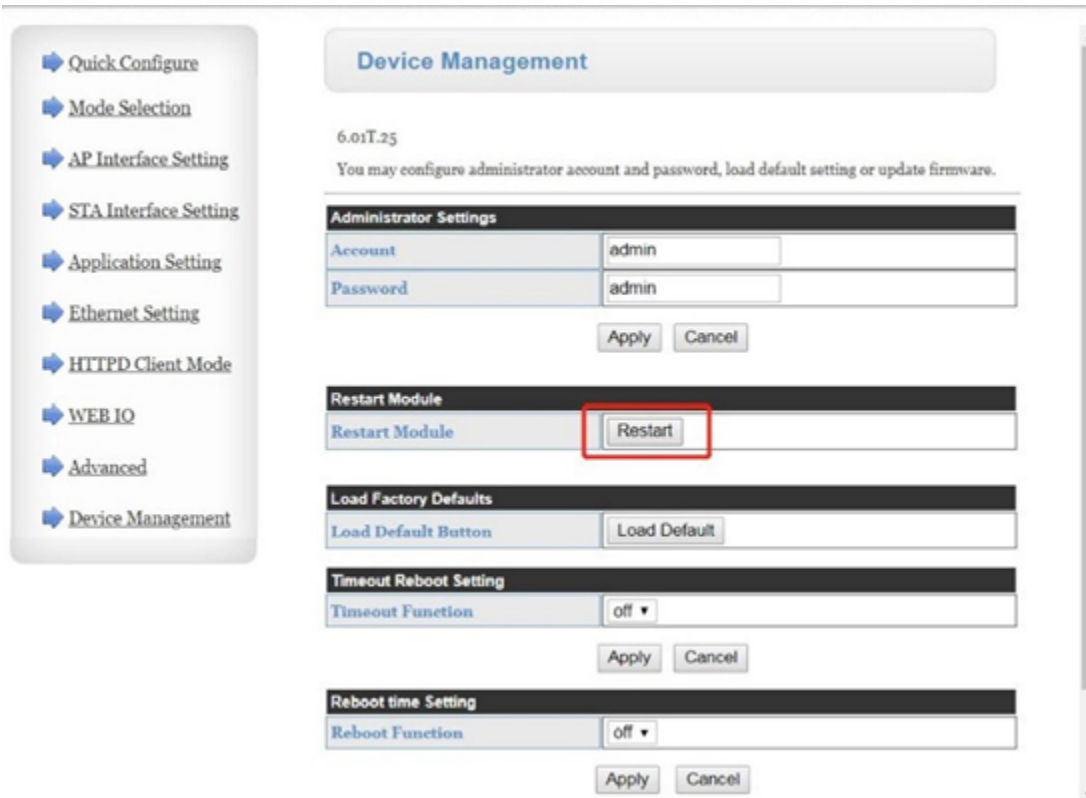 Quick Configure
Mode Selection
AP Interface Setting
STA Interface Setting
Application Setting
Ethernet Setting
HTTPD Client Mode
WEB IO
Advanced
Device Management
Device Management
6.01T.25
You may configure administrator account and password, load default setting or update firmware.
Administrator Settings
Account admin
Password admin
Apply Cancel
Restart Module
Restart Module Restart
Load Factory Defaults
Load Default Button Load Default
Timeout Reboot Setting
Timeout Function off
Apply Cancel
Reboot time Setting
Reboot Function off
Apply Cancel